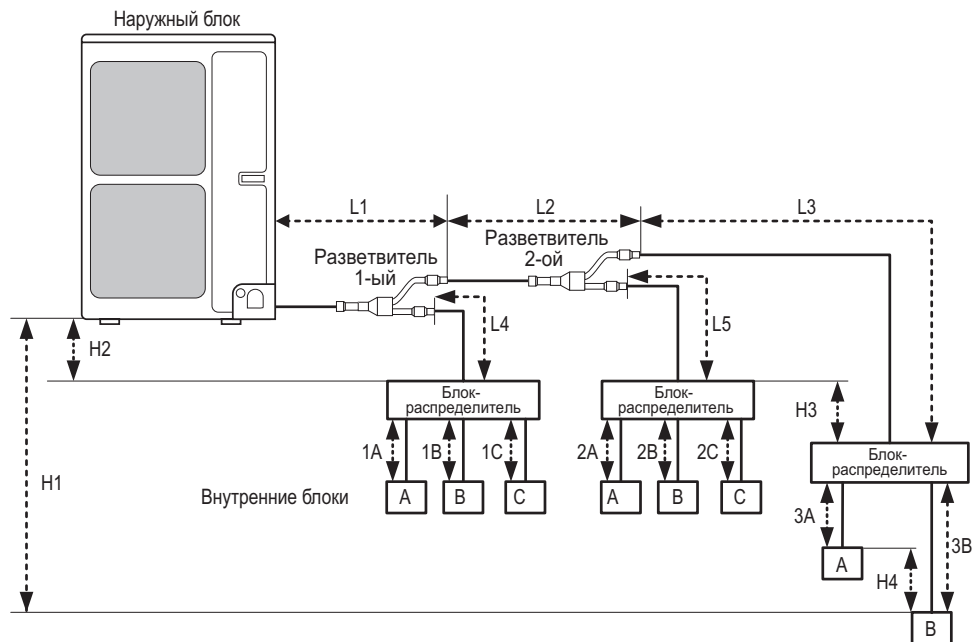 Наружный блок
L1
L2
L3
Разветвитель
1-ый
Разветвитель
2-ой
L4
L5
H2
H1
H3
Блок-
распределитель
Блок-
распределитель
Блок-
распределитель
1A
1B
1C
2A
2B
2C
Внутренние блоки
A
B
C
A
B
C
3A
3B
A
H4
B